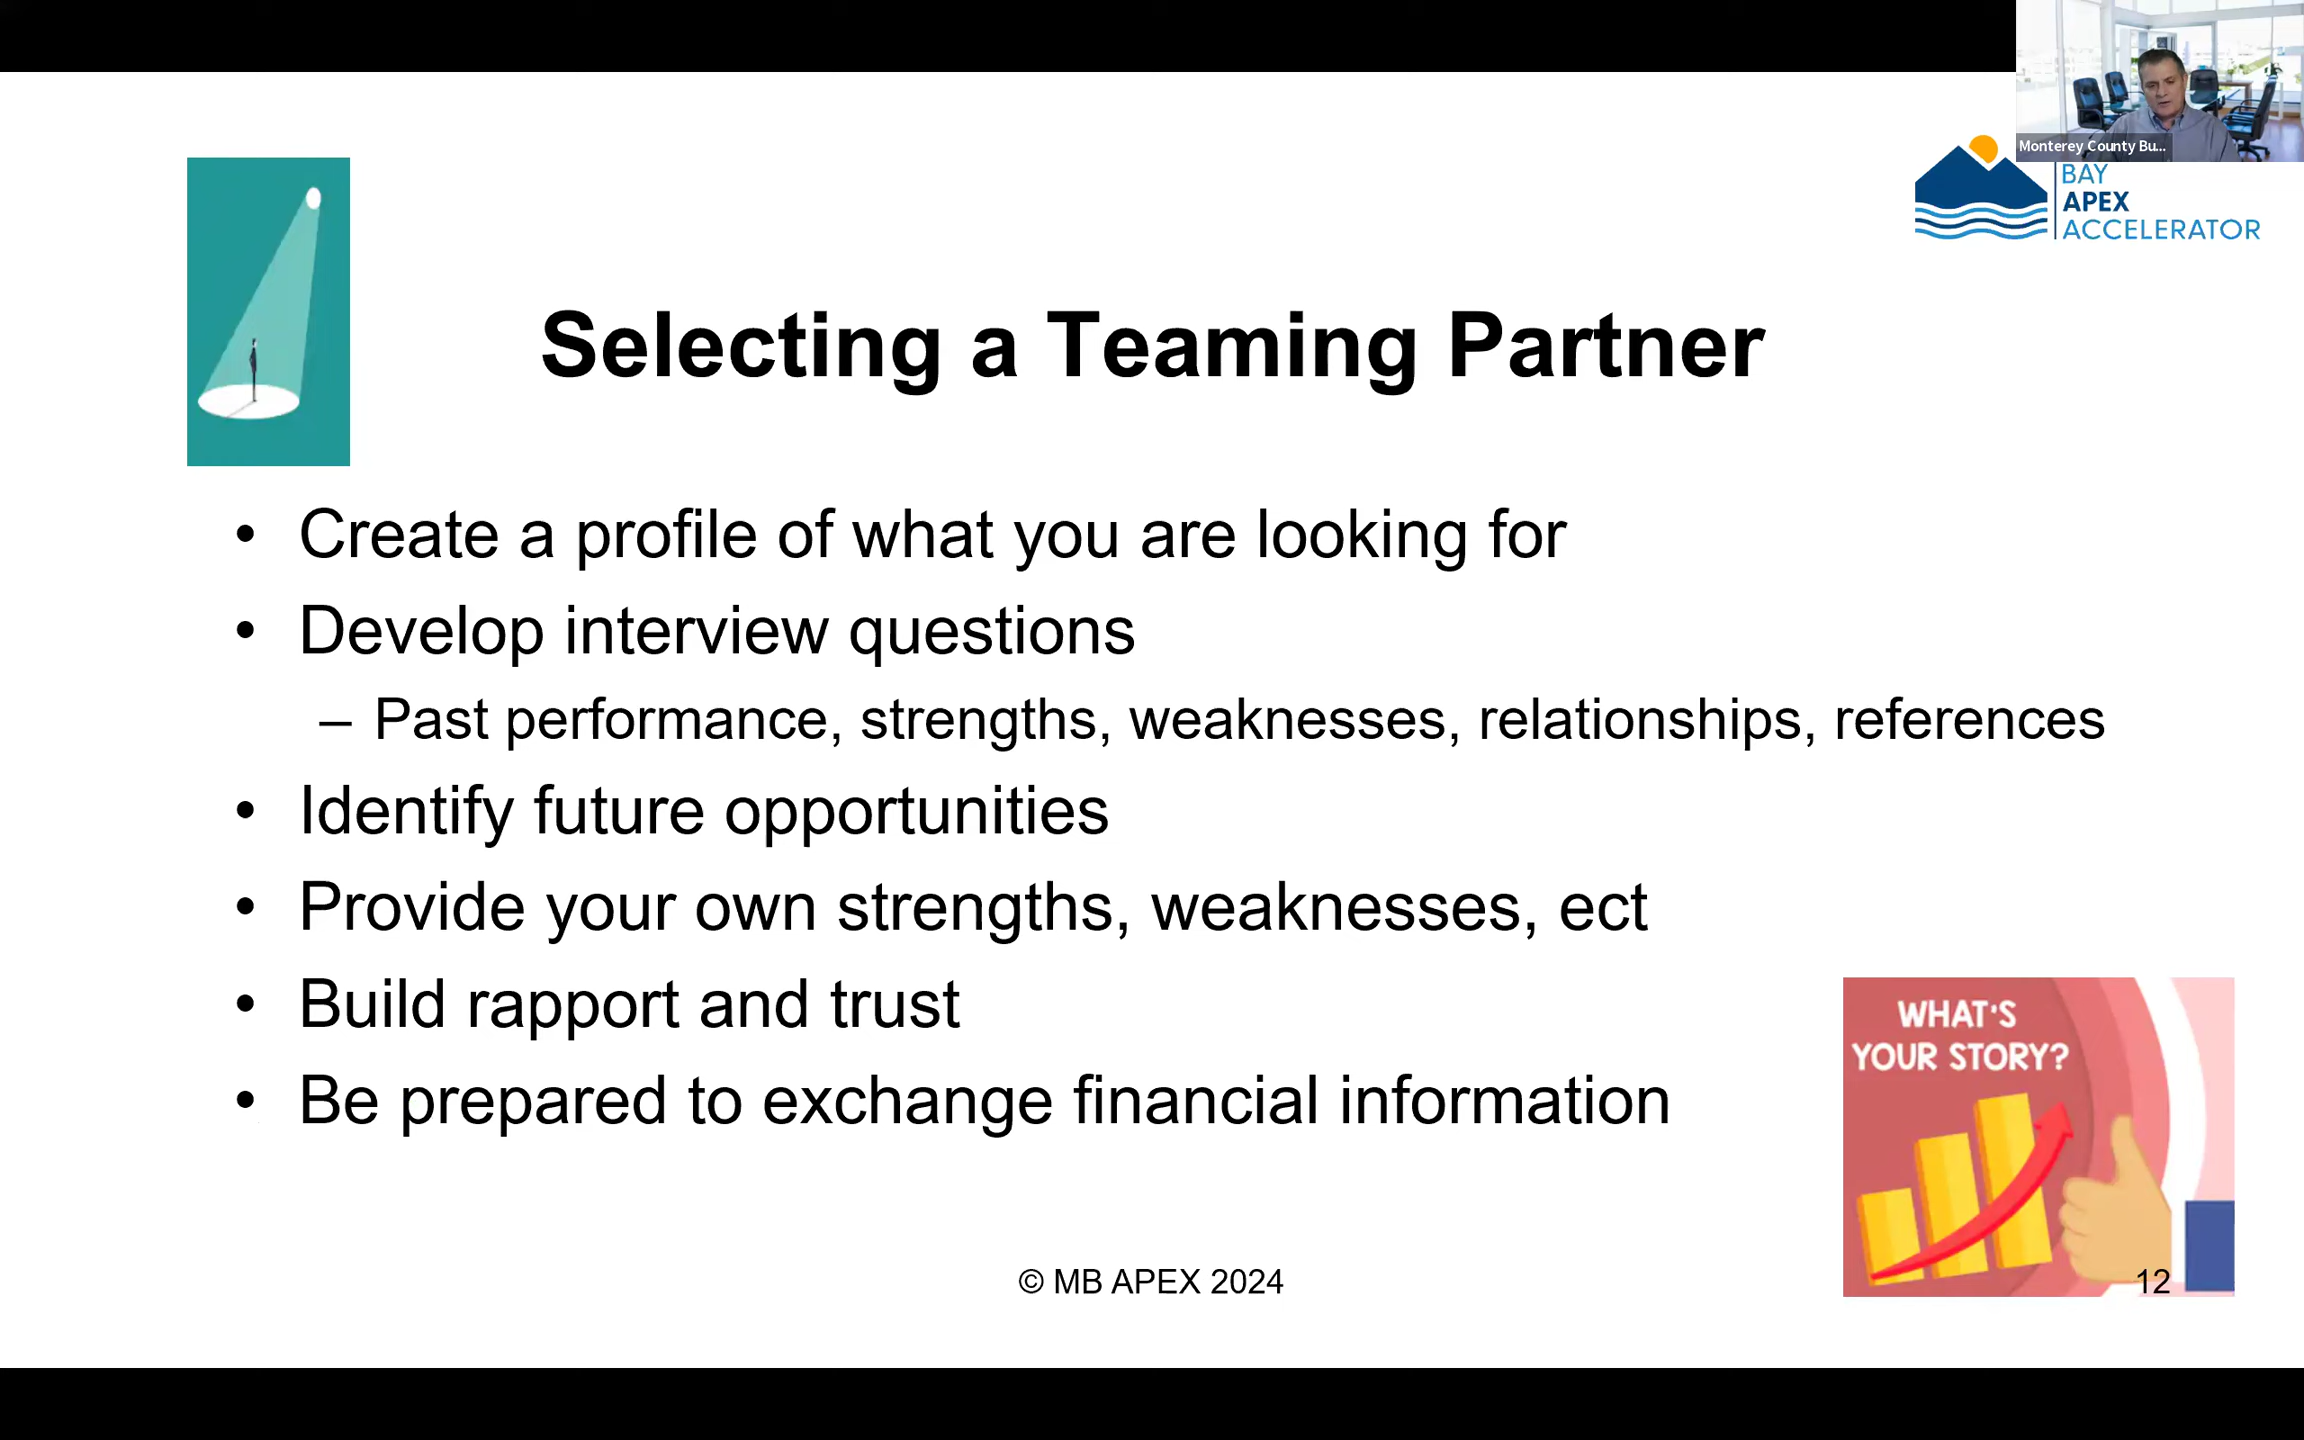 Monterey County Bu...
BAY
APEX
ACCELERATOR
Selecting a Teaming Partner
• Create a profile of what you are looking for
• Develop interview questions
– Past performance, strengths, weaknesses, relationships, references
• Identify future opportunities
• Provide your own strengths, weaknesses, ect
• Build rapport and trust
• Be prepared to exchange financial information
WHAT'S
YOUR STORY?
© MB APEX 2024
12